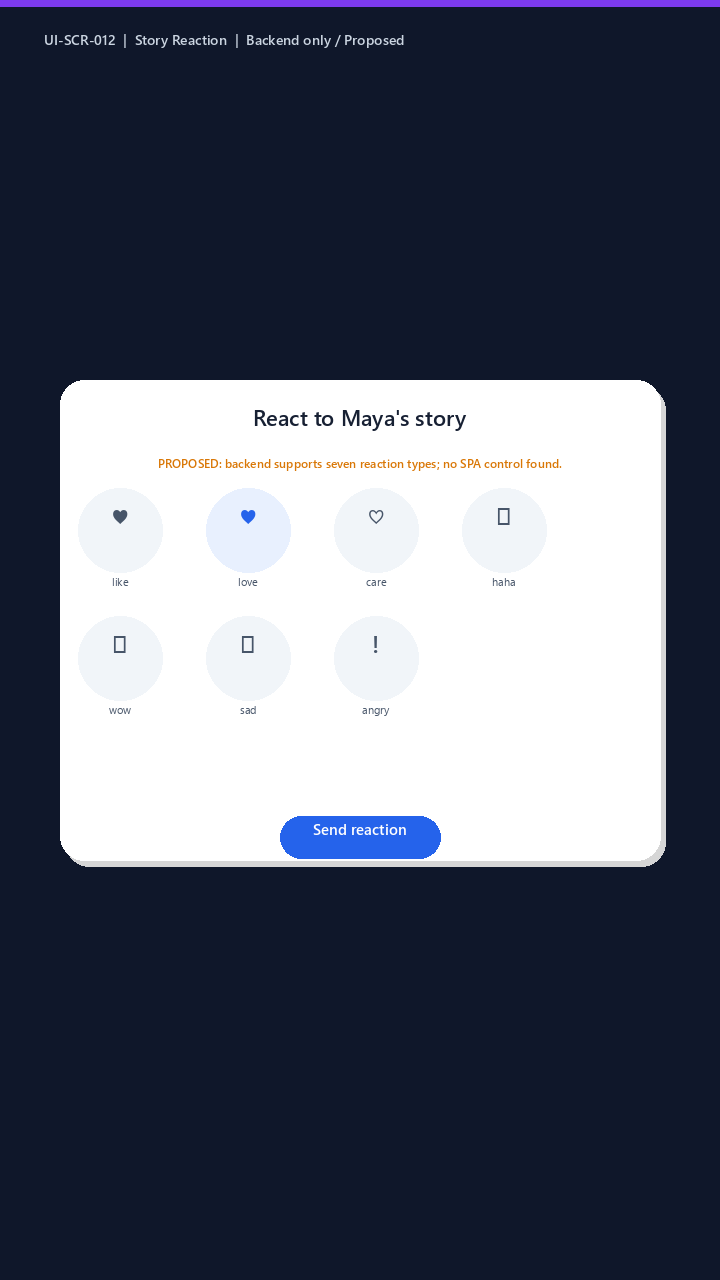 UI-SCR-012 | Story Reaction | Backend only / Proposed
React to Maya's story
PROPOSED: backend supports seven reaction types; no SPA control found.
♥ ♥ ♡ ▯
like love care haha
▯ ▯ !
wow sad angry
Send reaction